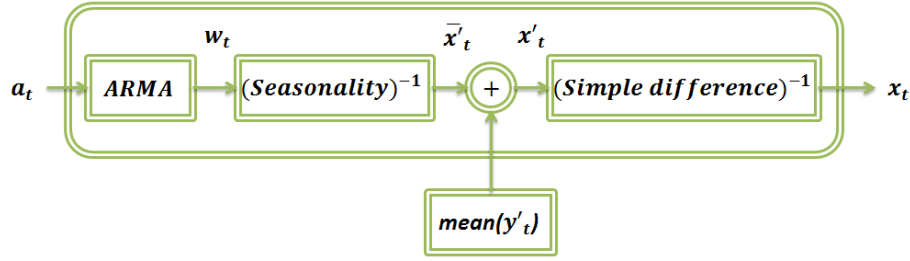 w_t x̄'_t x'_t
a_t ARMA (Seasonality)^{-1} + (Simple difference)^{-1} x_t
mean(y'_t)